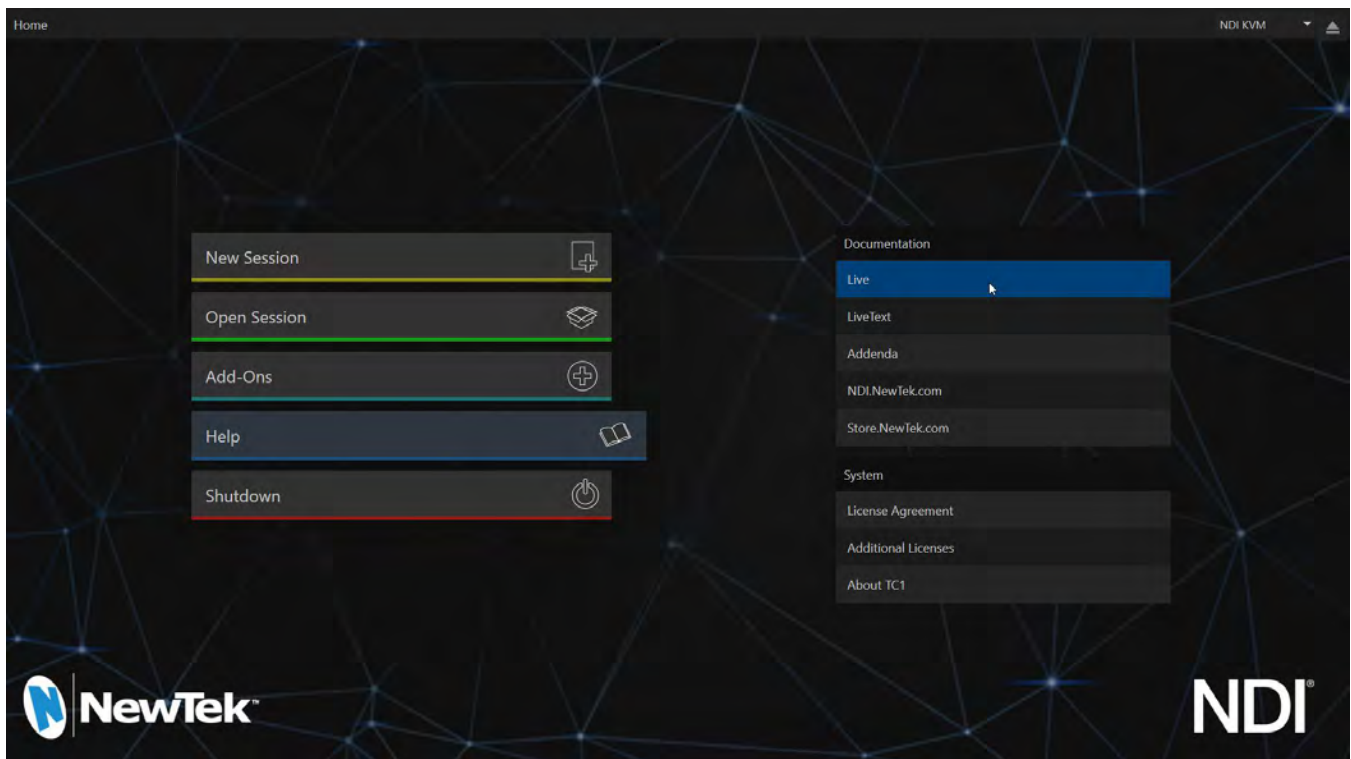 Home
NDI KVM
New Session
Open Session
Add-Ons
Help
Shutdown
Documentation
Live
LiveText
Addenda
NDI.NewTek.com
Store.NewTek.com
System
License Agreement
Additional Licenses
About TC1
NewTek™
NDI®